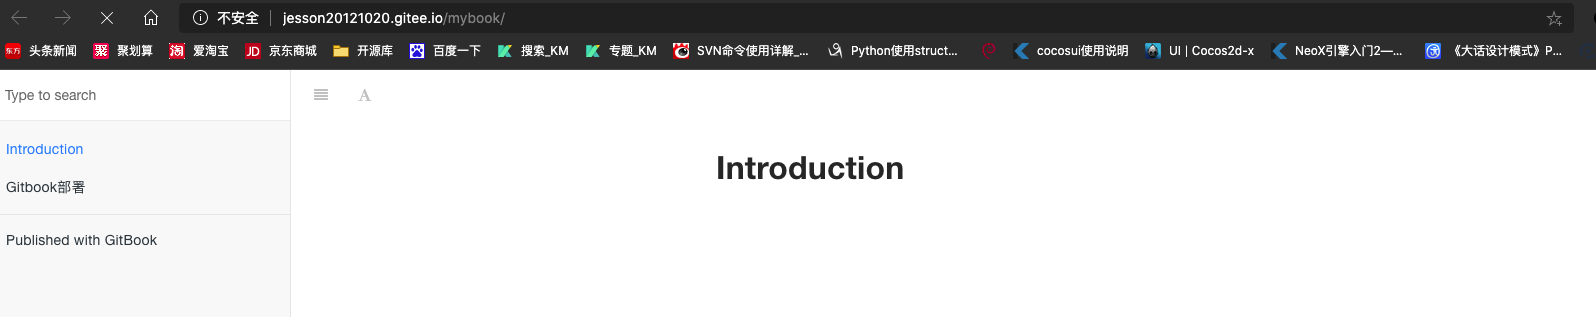 不安全 jesson20121020.gitee.io/mybook/
东方 头条新闻 聚 聚划算 淘 爱淘宝 JD 京东商城 开源库 百度一下 搜索_KM 专题_KM SVN命令使用详解_... Python使用struct... cocosui使用说明 UI | Cocos2d-x NeoX引擎入门2—... 《大话设计模式》P...
Type to search A
Introduction
Introduction
Gitbook部署
Published with GitBook